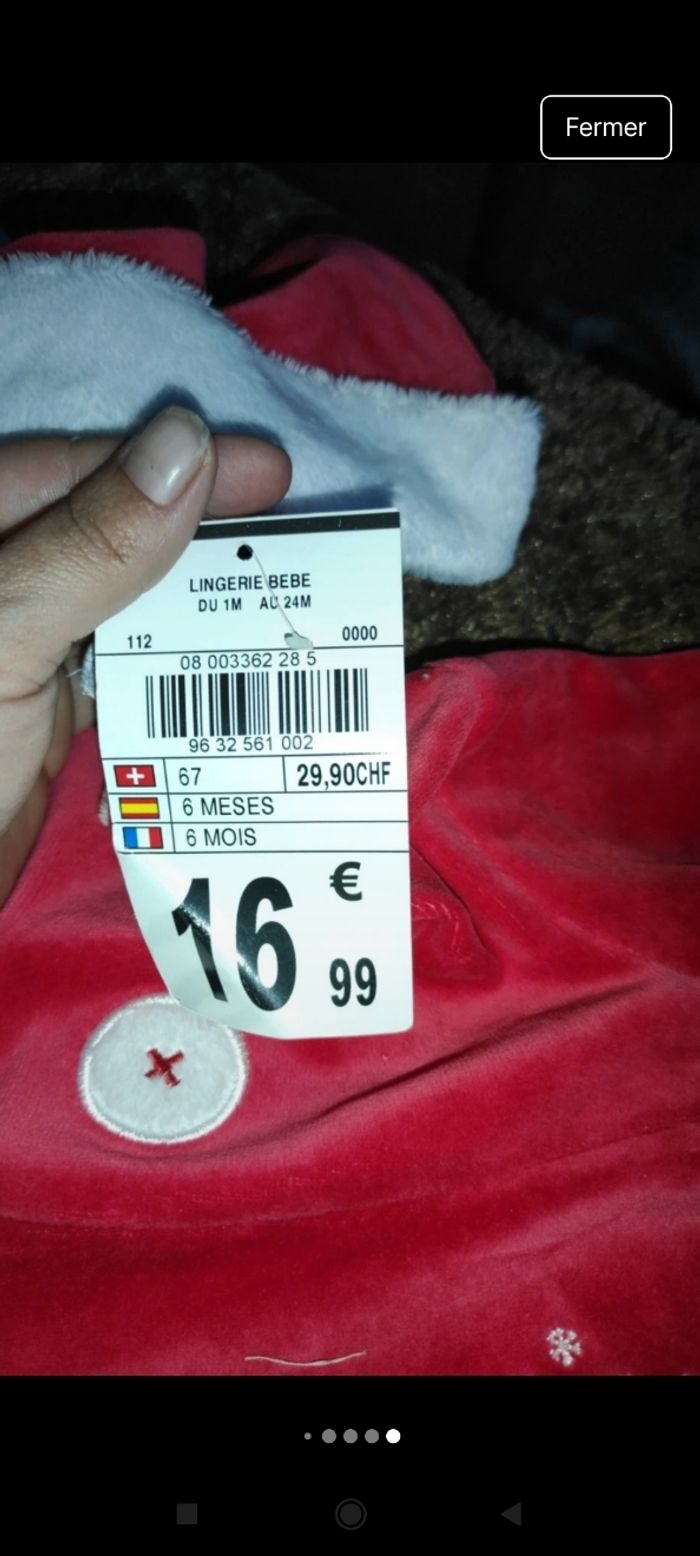 Fermer
LINGERIE BEBE
DU 1M AU 24M
112 0000
08 003362 28 5
96 32 561 002
67 29,90CHF
6 MESES
6 MOIS
16 €
99